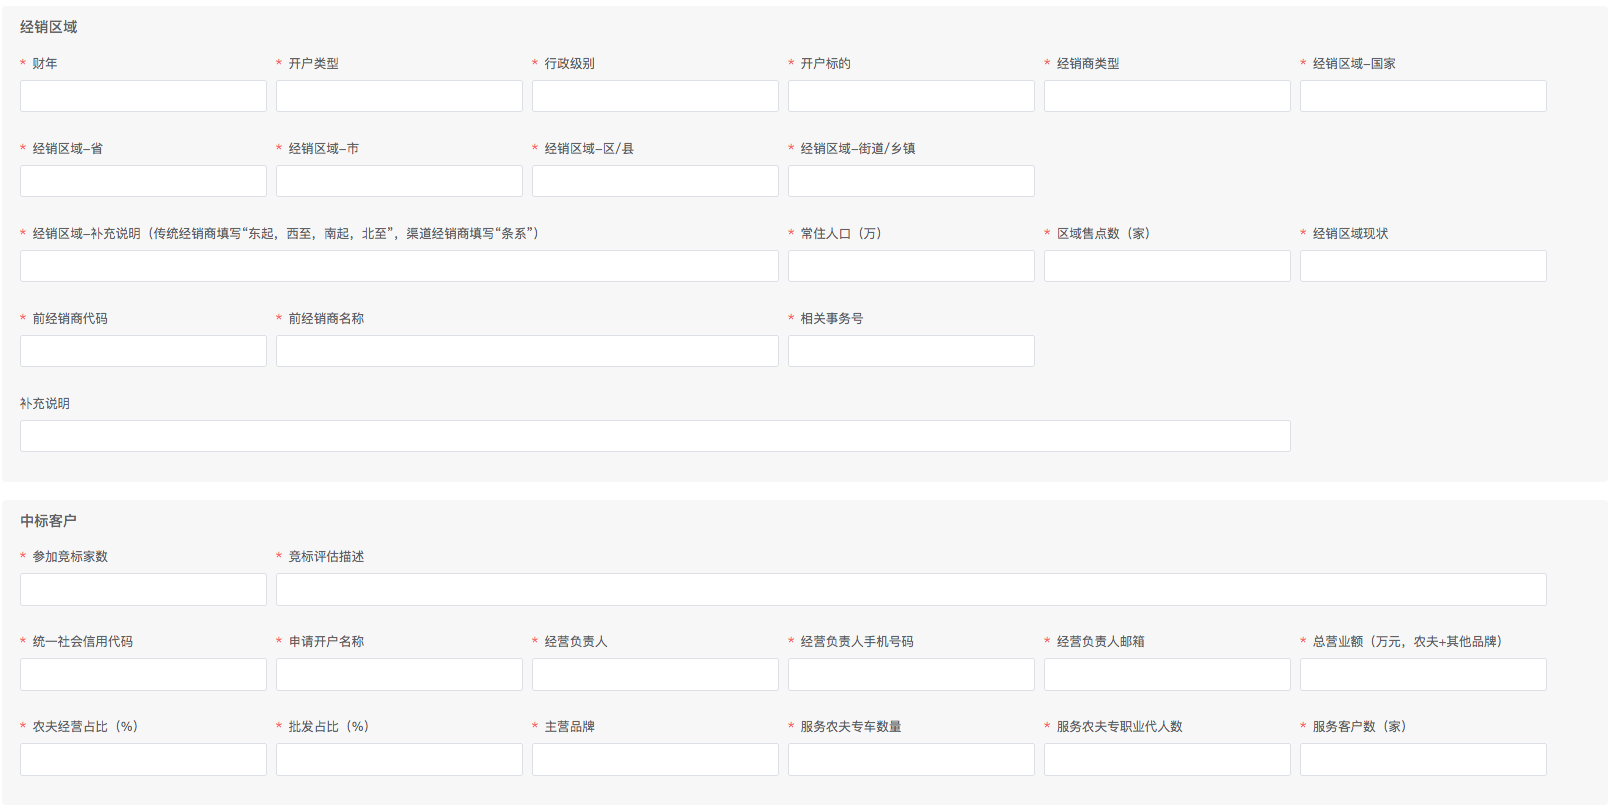 经销区域
* 财年 * 开户类型 * 行政级别 * 开户标的 * 经销商类型 * 经销区域-国家
* 经销区域-省 * 经销区域-市 * 经销区域-区/县 * 经销区域-街道/乡镇
* 经销区域-补充说明（传统经销商填写“东起，西至，南起，北至”，渠道经销商填写“条系”） * 常住人口（万） * 区域售点数（家） * 经销区域现状
* 前经销商代码 * 前经销商名称 * 相关事务号
补充说明
中标客户
* 参加竞标家数 * 竞标评估描述
* 统一社会信用代码 * 申请开户名称 * 经营负责人 * 经营负责人手机号码 * 经营负责人邮箱 * 总营业额（万元，农夫+其他品牌）
* 农夫经营占比（%） * 批发占比（%） * 主营品牌 * 服务农夫专车数量 * 服务农夫专职业代人数 * 服务客户数（家）